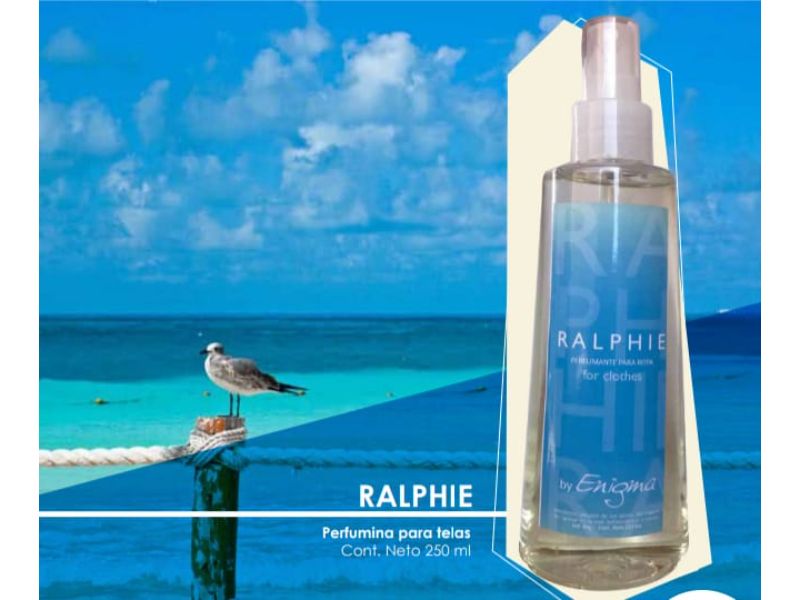 RALPHIE
PERFUMANTE PARA ROPA
for clothes
by Enigma
RALPHIE
Perfumina para telas
Cont. Neto 250 ml